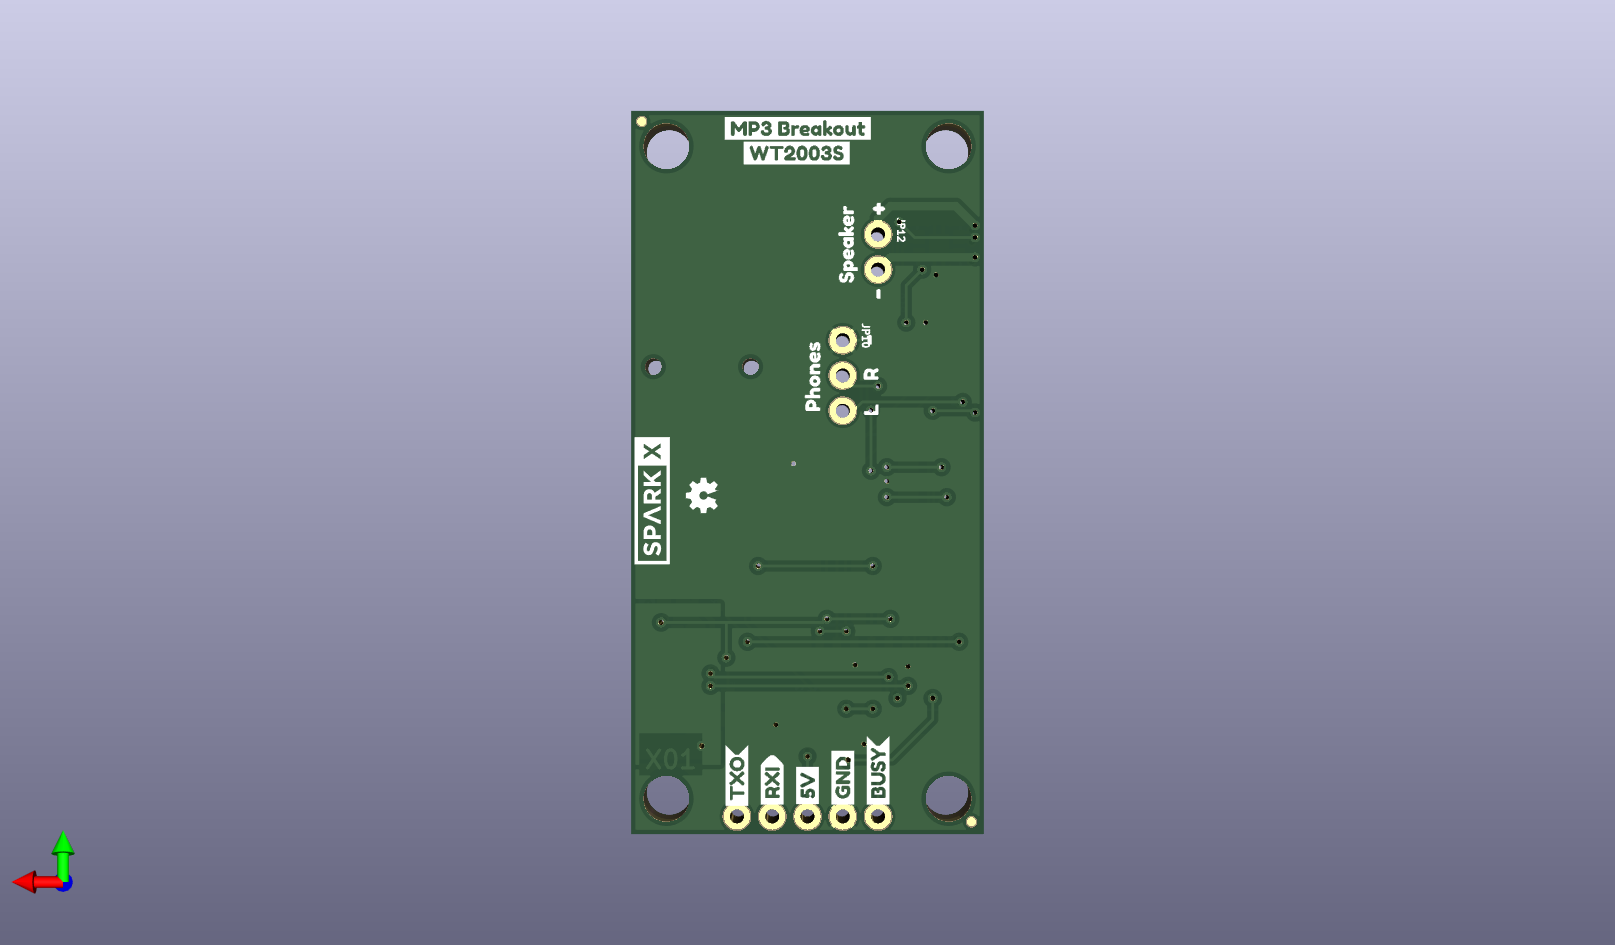 MP3 Breakout
WT2003S
+
Speaker
JP12
-
Phones
JP10
R
L
SPARK X
X01
TXO
RXI
5V
GND
BUSY